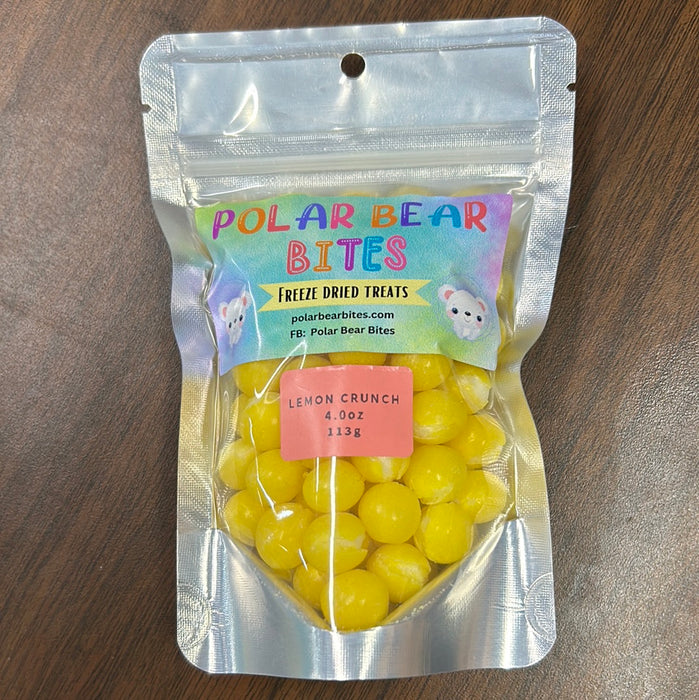 POLAR BEAR
BITES
FREEZE DRIED TREATS
polarbearbites.com
FB: Polar Bear Bites
LEMON CRUNCH
4.0oz
113g